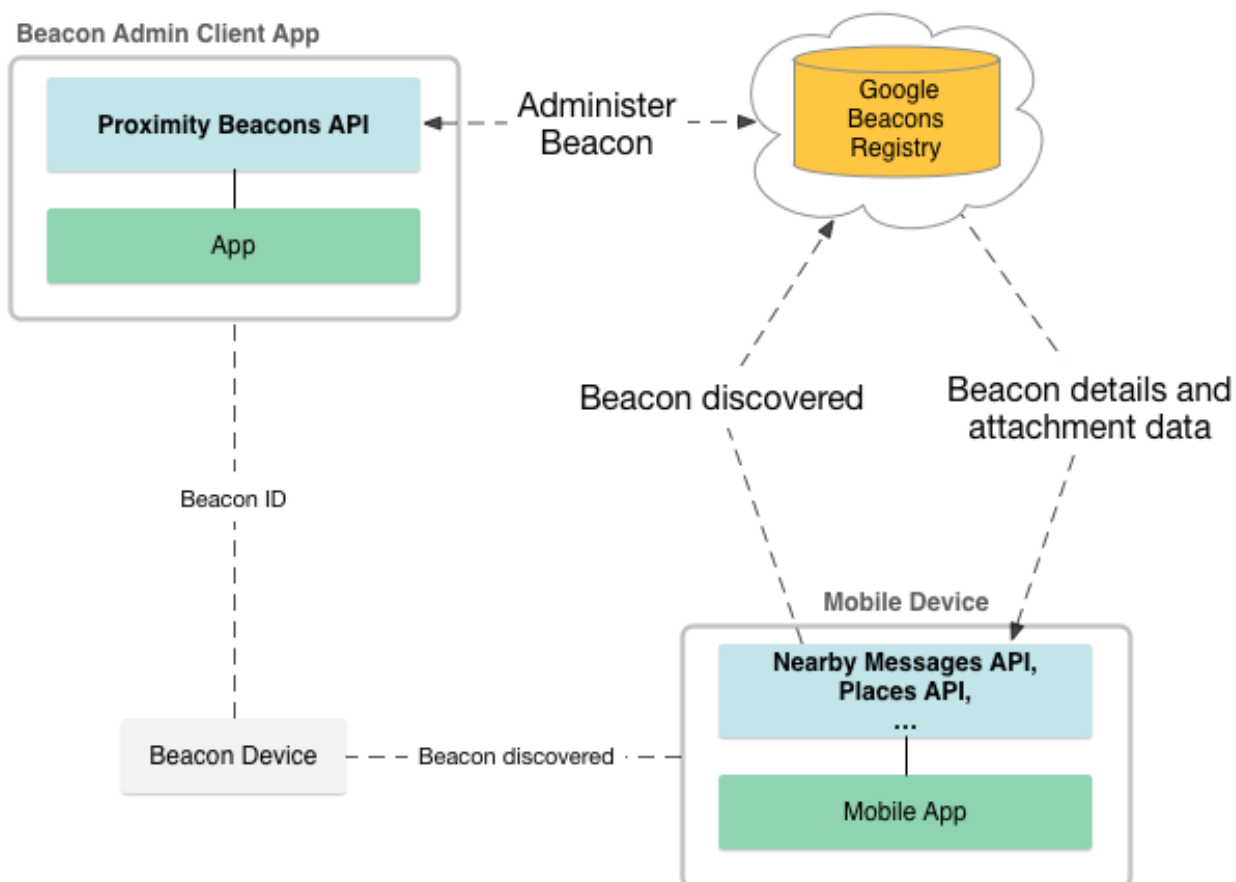 Beacon Admin Client App
Proximity Beacons API
App
Administer
Beacon
Google
Beacons
Registry
Beacon discovered
Beacon details and
attachment data
Beacon ID
Mobile Device
Nearby Messages API,
Places API,
...
Mobile App
Beacon Device
Beacon discovered